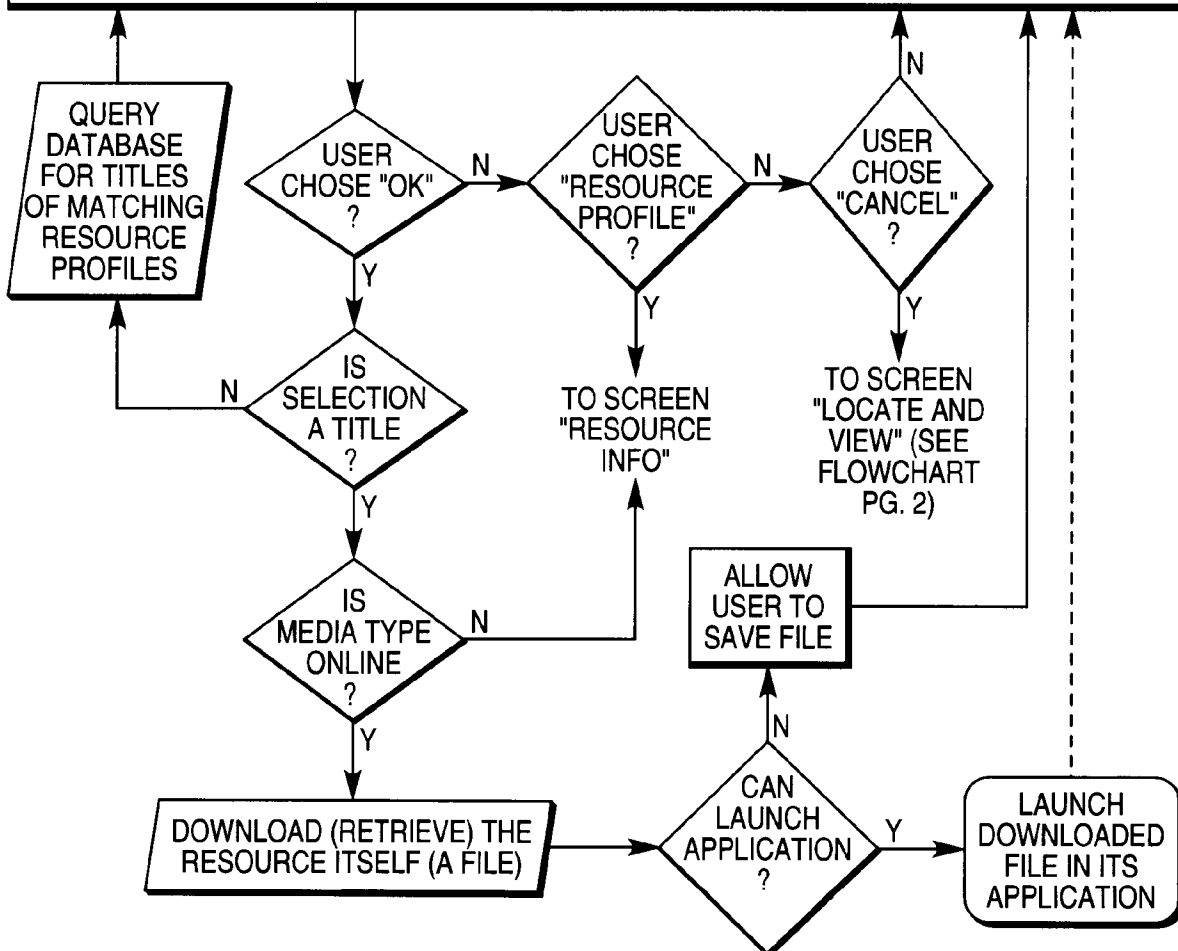 QUERY
DATABASE
FOR TITLES
OF MATCHING
RESOURCE
PROFILES
USER
CHOSE "OK"
?
N
Y
USER
CHOSE
"RESOURCE
PROFILE"
?
N
Y
USER
CHOSE
"CANCEL"
?
N
Y
IS
SELECTION
A TITLE
?
N
Y
TO SCREEN
"RESOURCE
INFO"
TO SCREEN
"LOCATE AND
VIEW" (SEE
FLOWCHART
PG. 2)
IS
MEDIA TYPE
ONLINE
?
N
Y
ALLOW
USER TO
SAVE FILE
DOWNLOAD (RETRIEVE) THE
RESOURCE ITSELF (A FILE)
CAN
LAUNCH
APPLICATION
?
N
Y
LAUNCH
DOWNLOADED
FILE IN ITS
APPLICATION